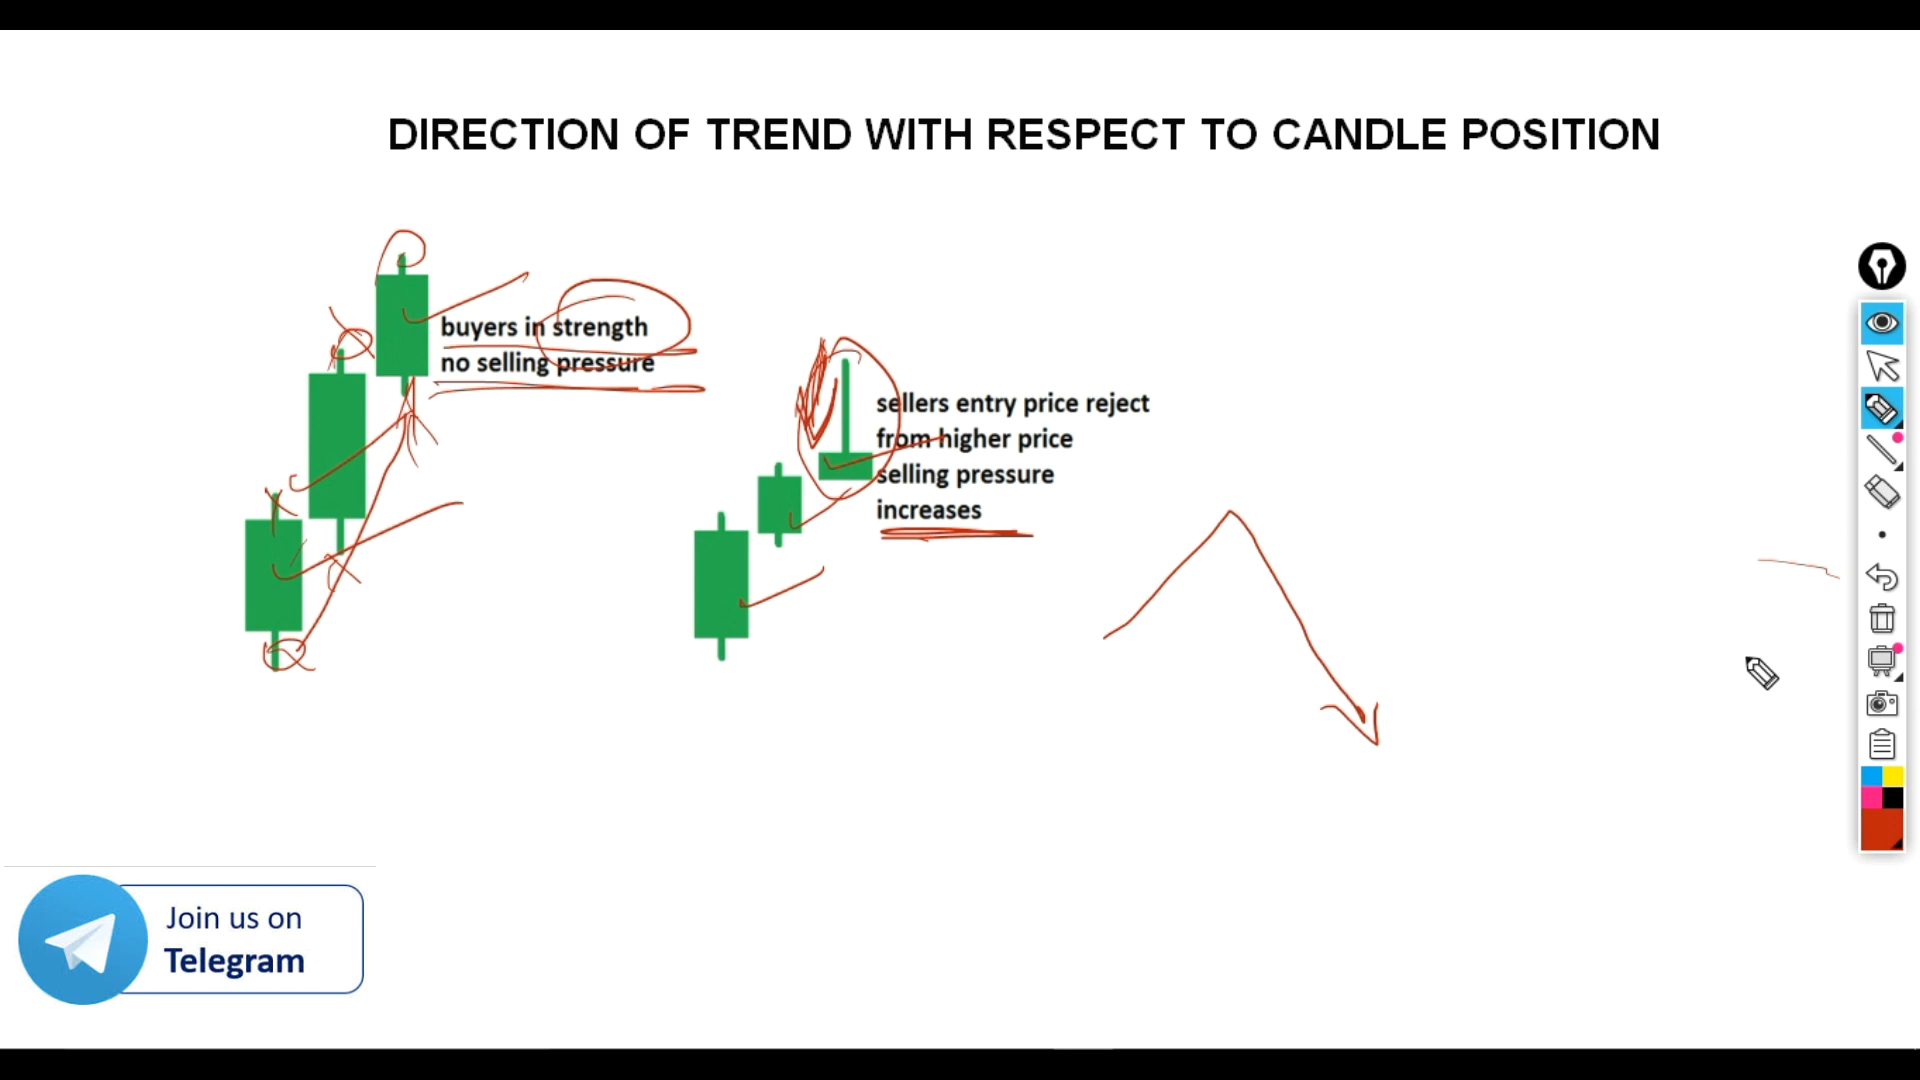 DIRECTION OF TREND WITH RESPECT TO CANDLE POSITION
buyers in strength
no selling pressure
sellers entry price reject
from higher price
selling pressure
increases
Join us on
Telegram